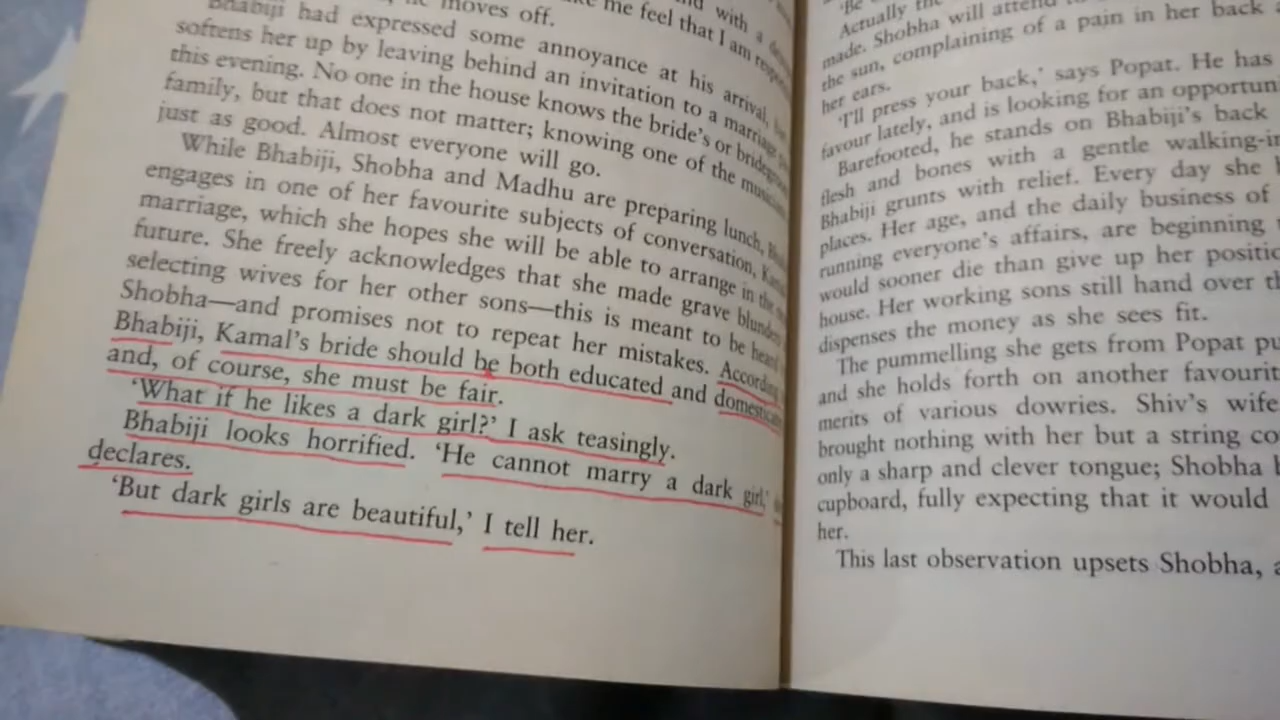 moves off.
me feel that I am
and with a
Bhabiji had expressed some annoyance at his arrival,
softens her up by leaving behind an invitation to a marriage
this evening. No one in the house knows the bride's or
family, but that does not matter; knowing one of the
just as good. Almost everyone will go.
While Bhabiji, Shobha and Madhu are preparing lunch,
engages in one of her favourite subjects of conversation,
marriage, which she hopes she will be able to arrange in the
future. She freely acknowledges that she made grave
selecting wives for her other sons—this is meant to be heard
Shobha—and promises not to repeat her mistakes.
Bhabiji, Kamal's bride should be both educated and
and, of course, she must be fair.
'What if he likes a dark girl?' I ask teasingly.
Bhabiji looks horrified. 'He cannot marry a dark girl,'
declares.
'But dark girls are beautiful,' I tell her.
Actually
made. Shobha will attend
the sun, complaining of a pain in her back
her ears.
'I'll press your back,' says Popat. He has
favour lately, and is looking for an
Barefooted, he stands on Bhabiji's back
flesh and bones with a gentle
Bhabiji grunts with relief. Every day she
places. Her age, and the daily business of
running everyone's affairs, are beginning
would sooner die than give up her
house. Her working sons still hand over
dispenses the money as she sees fit.
The pummelling she gets from Popat
and she holds forth on another
merits of various dowries. Shiv's wife
brought nothing with her but a string
only a sharp and clever tongue; Shobha
cupboard, fully expecting that it would
her.
This last observation upsets Shobha,